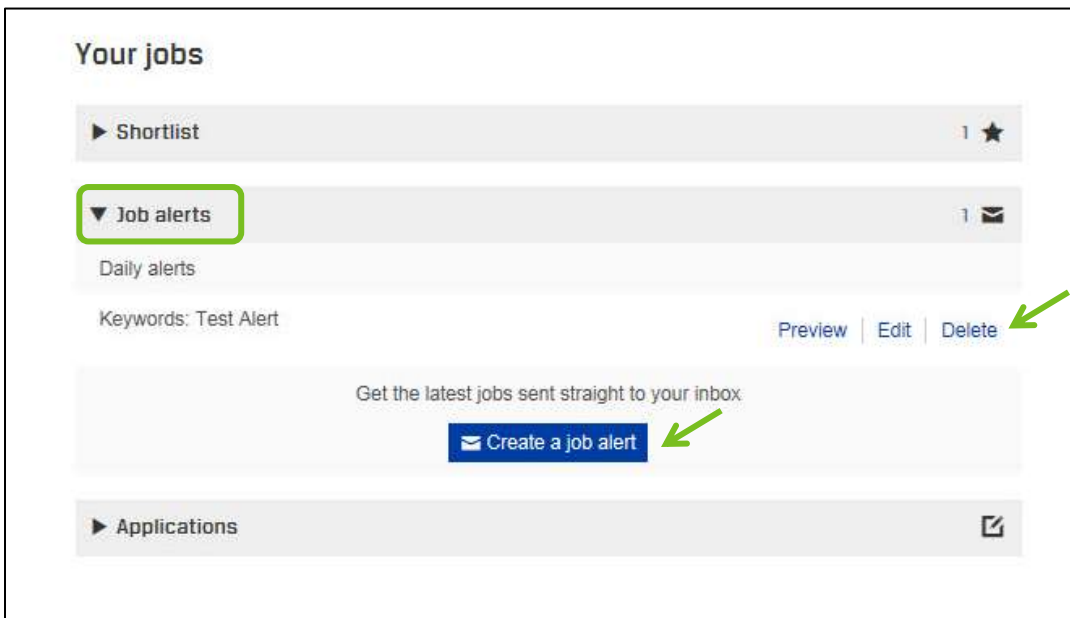 Your jobs
Shortlist 1
Job alerts 1
Daily alerts
Keywords: Test Alert
Preview Edit Delete
Get the latest jobs sent straight to your inbox
Create a job alert
Applications